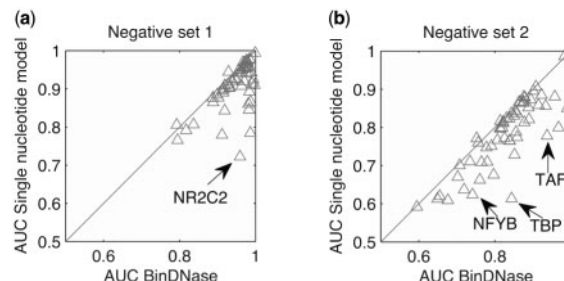 (a)
Negative set 1
AUC Single nucleotide model
1
0.9
0.8
0.7
0.6
0.5
NR2C2
0.6
0.8
1
AUC BinDNase
(b)
Negative set 2
AUC Single nucleotide model
1
0.9
0.8
0.7
0.6
0.5
TAF
NFYB
TBP
0.6
0.8
AUC BinDNase